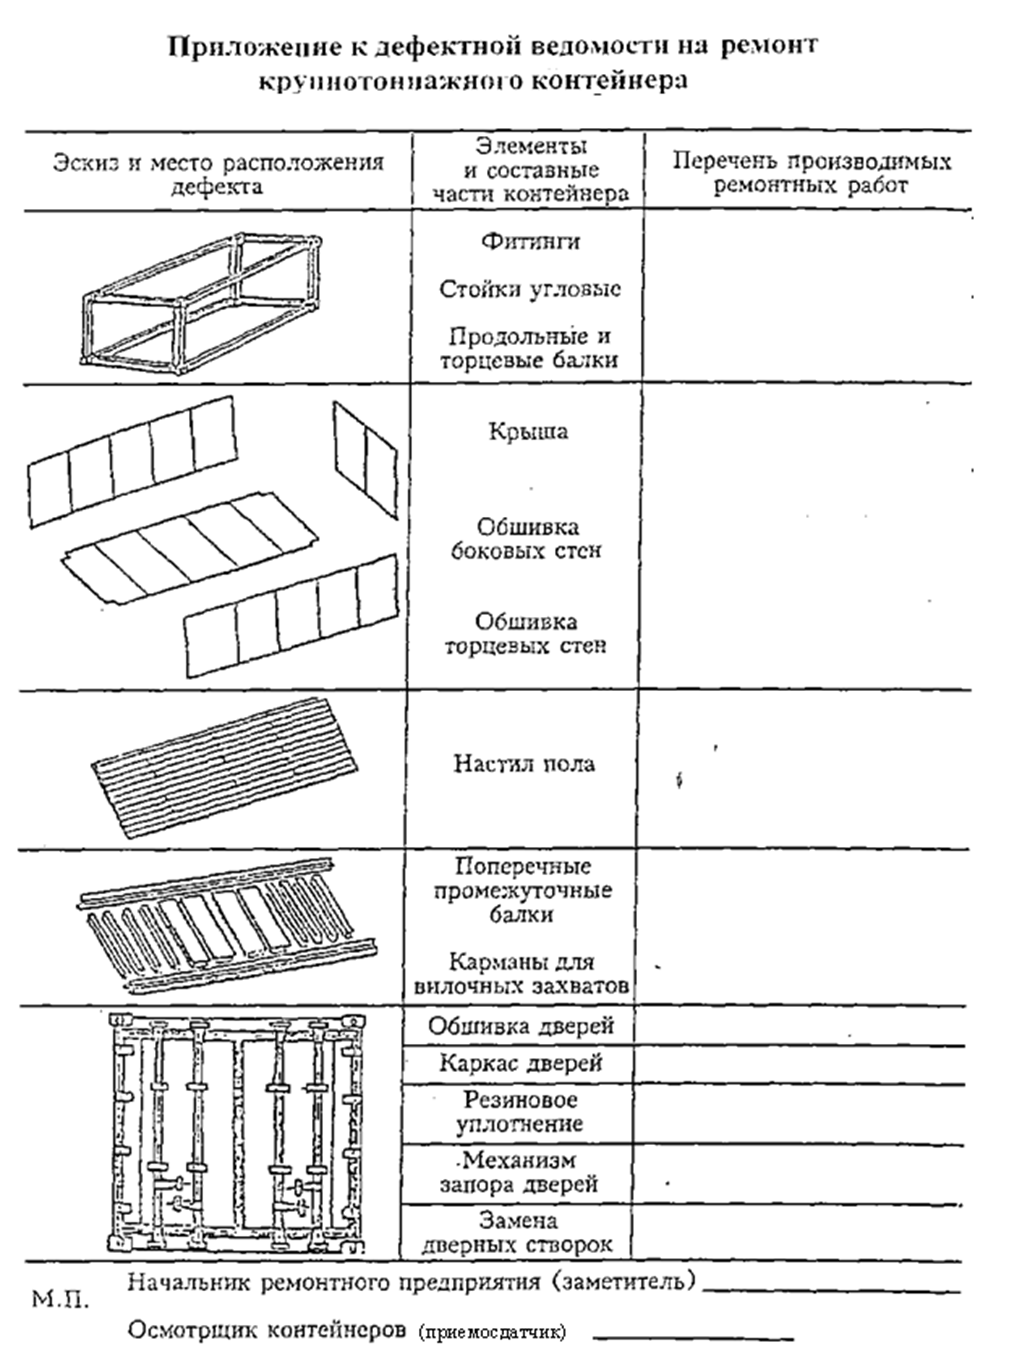 Приложение к дефектной ведомости на ремонт
крупнотоннажного контейнера
Эскиз и место расположения
дефекта
Элементы
и составные
части контейнера
Перечень производимых
ремонтных работ
Фитинги
Стойки угловые
Продольные и
торцевые балки
Крыша
Обшивка
боковых стен
Обшивка
торцевых стен
Настил пола
Поперечные
промежуточные
балки
Карманы для
вилочных захватов
Обшивка дверей
Каркас дверей
Резиновое
уплотнение
Механизм
запора дверей
Замена
дверных створок
М.П.
Начальник ремонтного предприятия (заметитель)
Осмотрщик контейнеров (приемосдатчик)